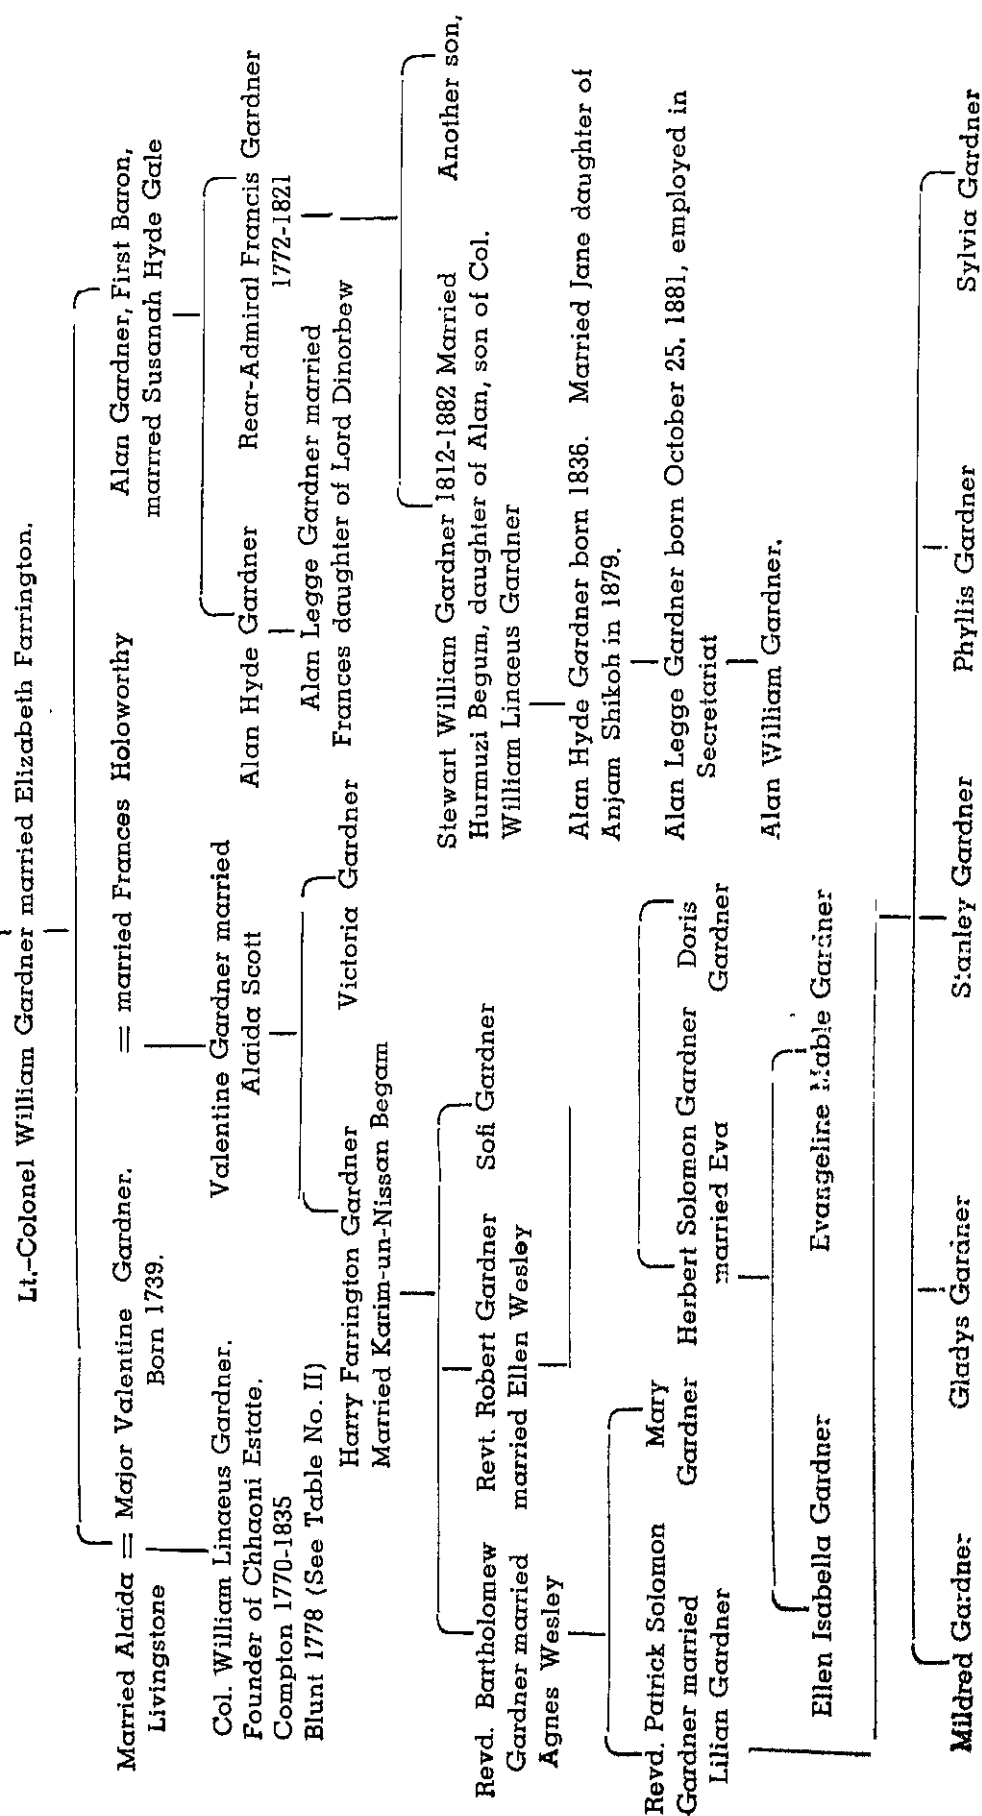 Lt.-Colonel William Gardner married Elizabeth Farrington.
Married Alaida = Major Valentine Gardner.
Livingstone
Born 1739.
= married Frances Holoworthy
Alan Gardner, First Baron,
marrred Susanah Hyde Gale
Col. William Linaeus Gardner.
Founder of Chhaoni Estate.
Compton 1770-1835
Blunt 1778 (See Table No. II)
Valentine Gardner married
Alaida Scott
Alan Hyde Gardner
Rear-Admiral Francis Gardner
1772-1821
Alan Legge Gardner married
Frances daughter of Lord Dinorbew
Harry Farrington Gardner
Married Karim-un-Nissan Begam
Victoria Gardner
Stewart William Gardner 1812-1882 Married
Hurmuzi Begum, daughter of Alan, son of Col.
William Linaeus Gardner
Another son,
Revd. Bartholomew
Gardner married
Agnes Wesley
Revt. Robert Gardner
married Ellen Wesley
Sofi Gardner
Alan Hyde Gardner born 1836. Married Jane daughter of
Anjam Shikoh in 1879.
Revd. Patrick Solomon
Gardner married
Lilian Gardner
Mary
Gardner
Herbert Solomon Gardner
married Eva
Doris
Gardner
Alan Legge Gardner born October 25. 1881, employed in
Secretariat
Alan William Gardner.
Ellen Isabella Gardner
Evangeline Mable Gardner
Mildred Gardner
Gladys Gardner
Stanley Gardner
Phyllis Gardner
Sylvia Gardner